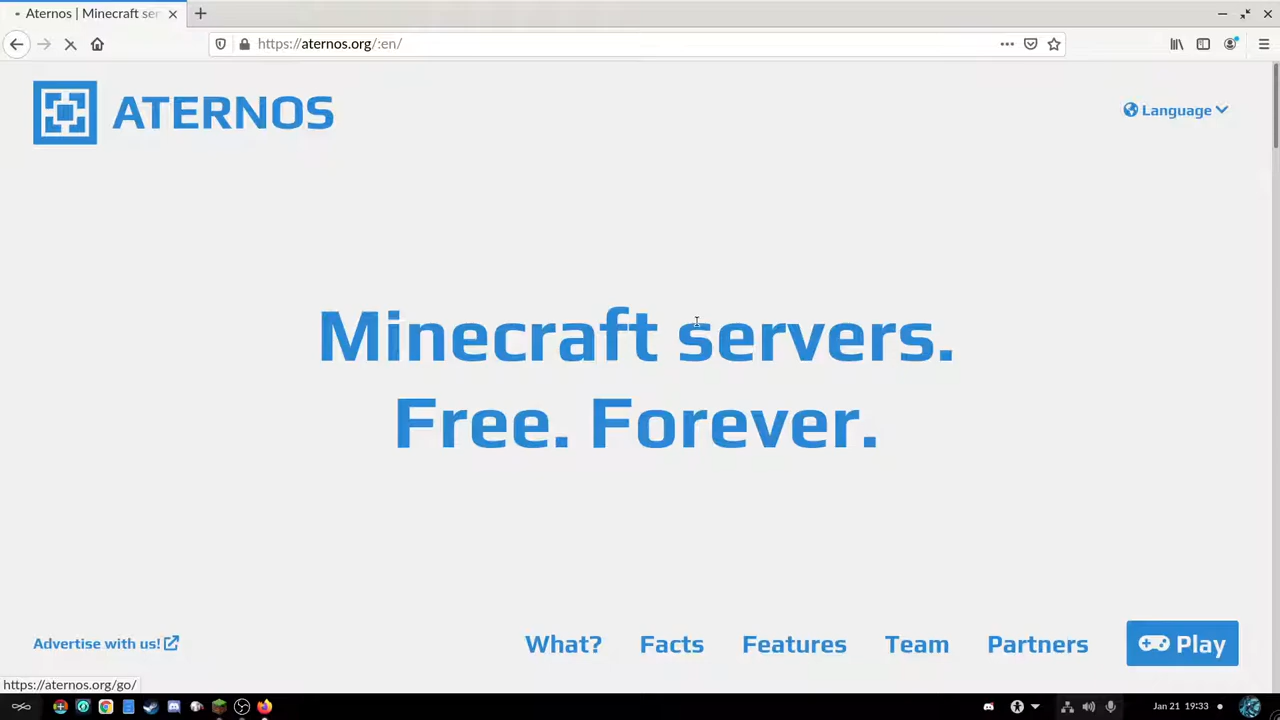 Aternos | Minecraft ser
https://aternos.org/:en/
ATERNOS
Language
Minecraft servers.
Free. Forever.
Advertise with us!
What? Facts Features Team Partners Play
https://aternos.org/go/
Jan 21 19:33